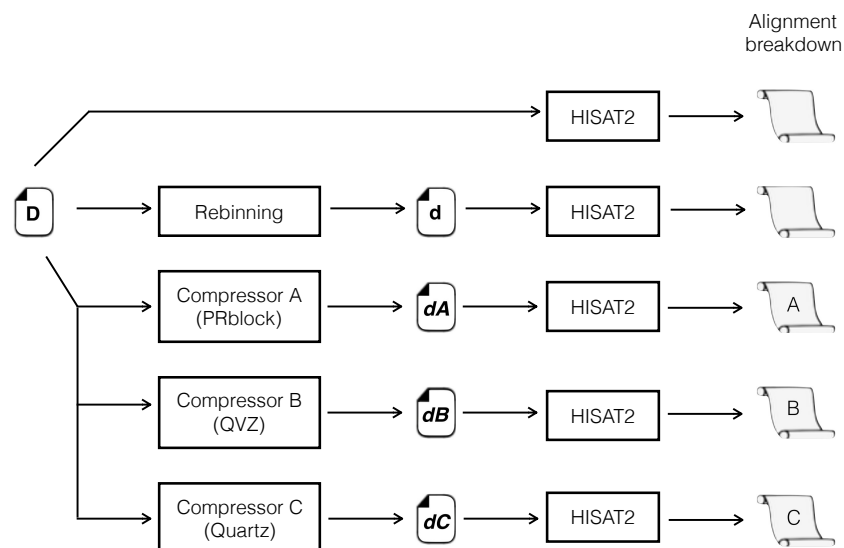 Alignment
breakdown
HISAT2
D
Rebinning
d
HISAT2
Compressor A
(PRblock)
dA
HISAT2
A
Compressor B
(QVZ)
dB
HISAT2
B
Compressor C
(Quartz)
dC
HISAT2
C